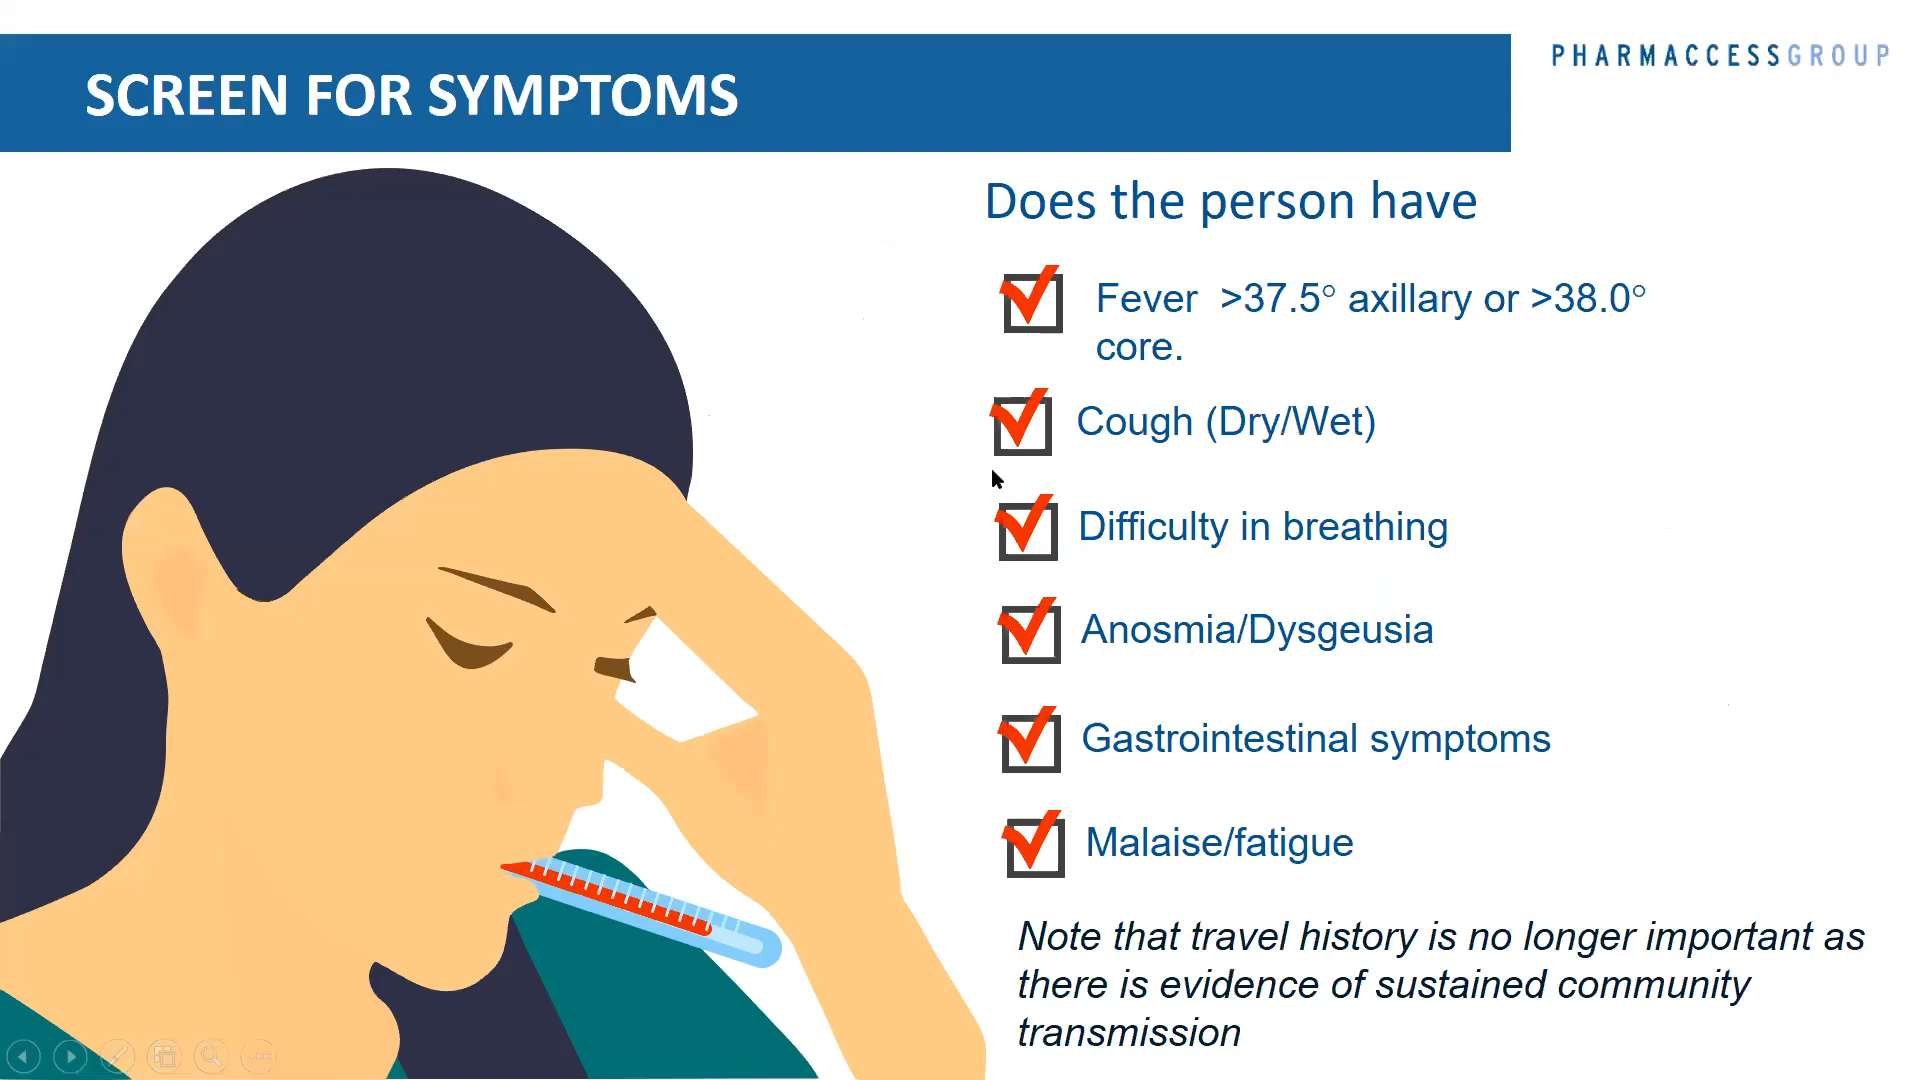 SCREEN FOR SYMPTOMS
PHARMACCESSGROUP
Does the person have
Fever >37.5° axillary or >38.0°
core.
Cough (Dry/Wet)
Difficulty in breathing
Anosmia/Dysgeusia
Gastrointestinal symptoms
Malaise/fatigue
Note that travel history is no longer important as
there is evidence of sustained community
transmission